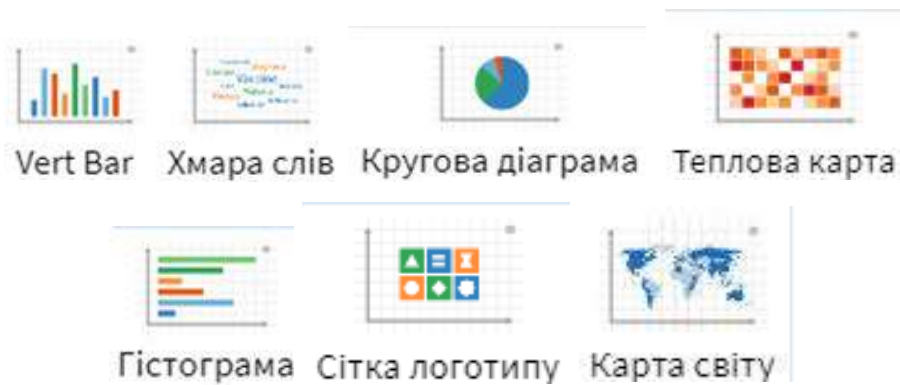 Vert Bar
Хмара слів
Кругова діаграма
Теплова карта
Гістограма
Сітка логотипу
Карта світу